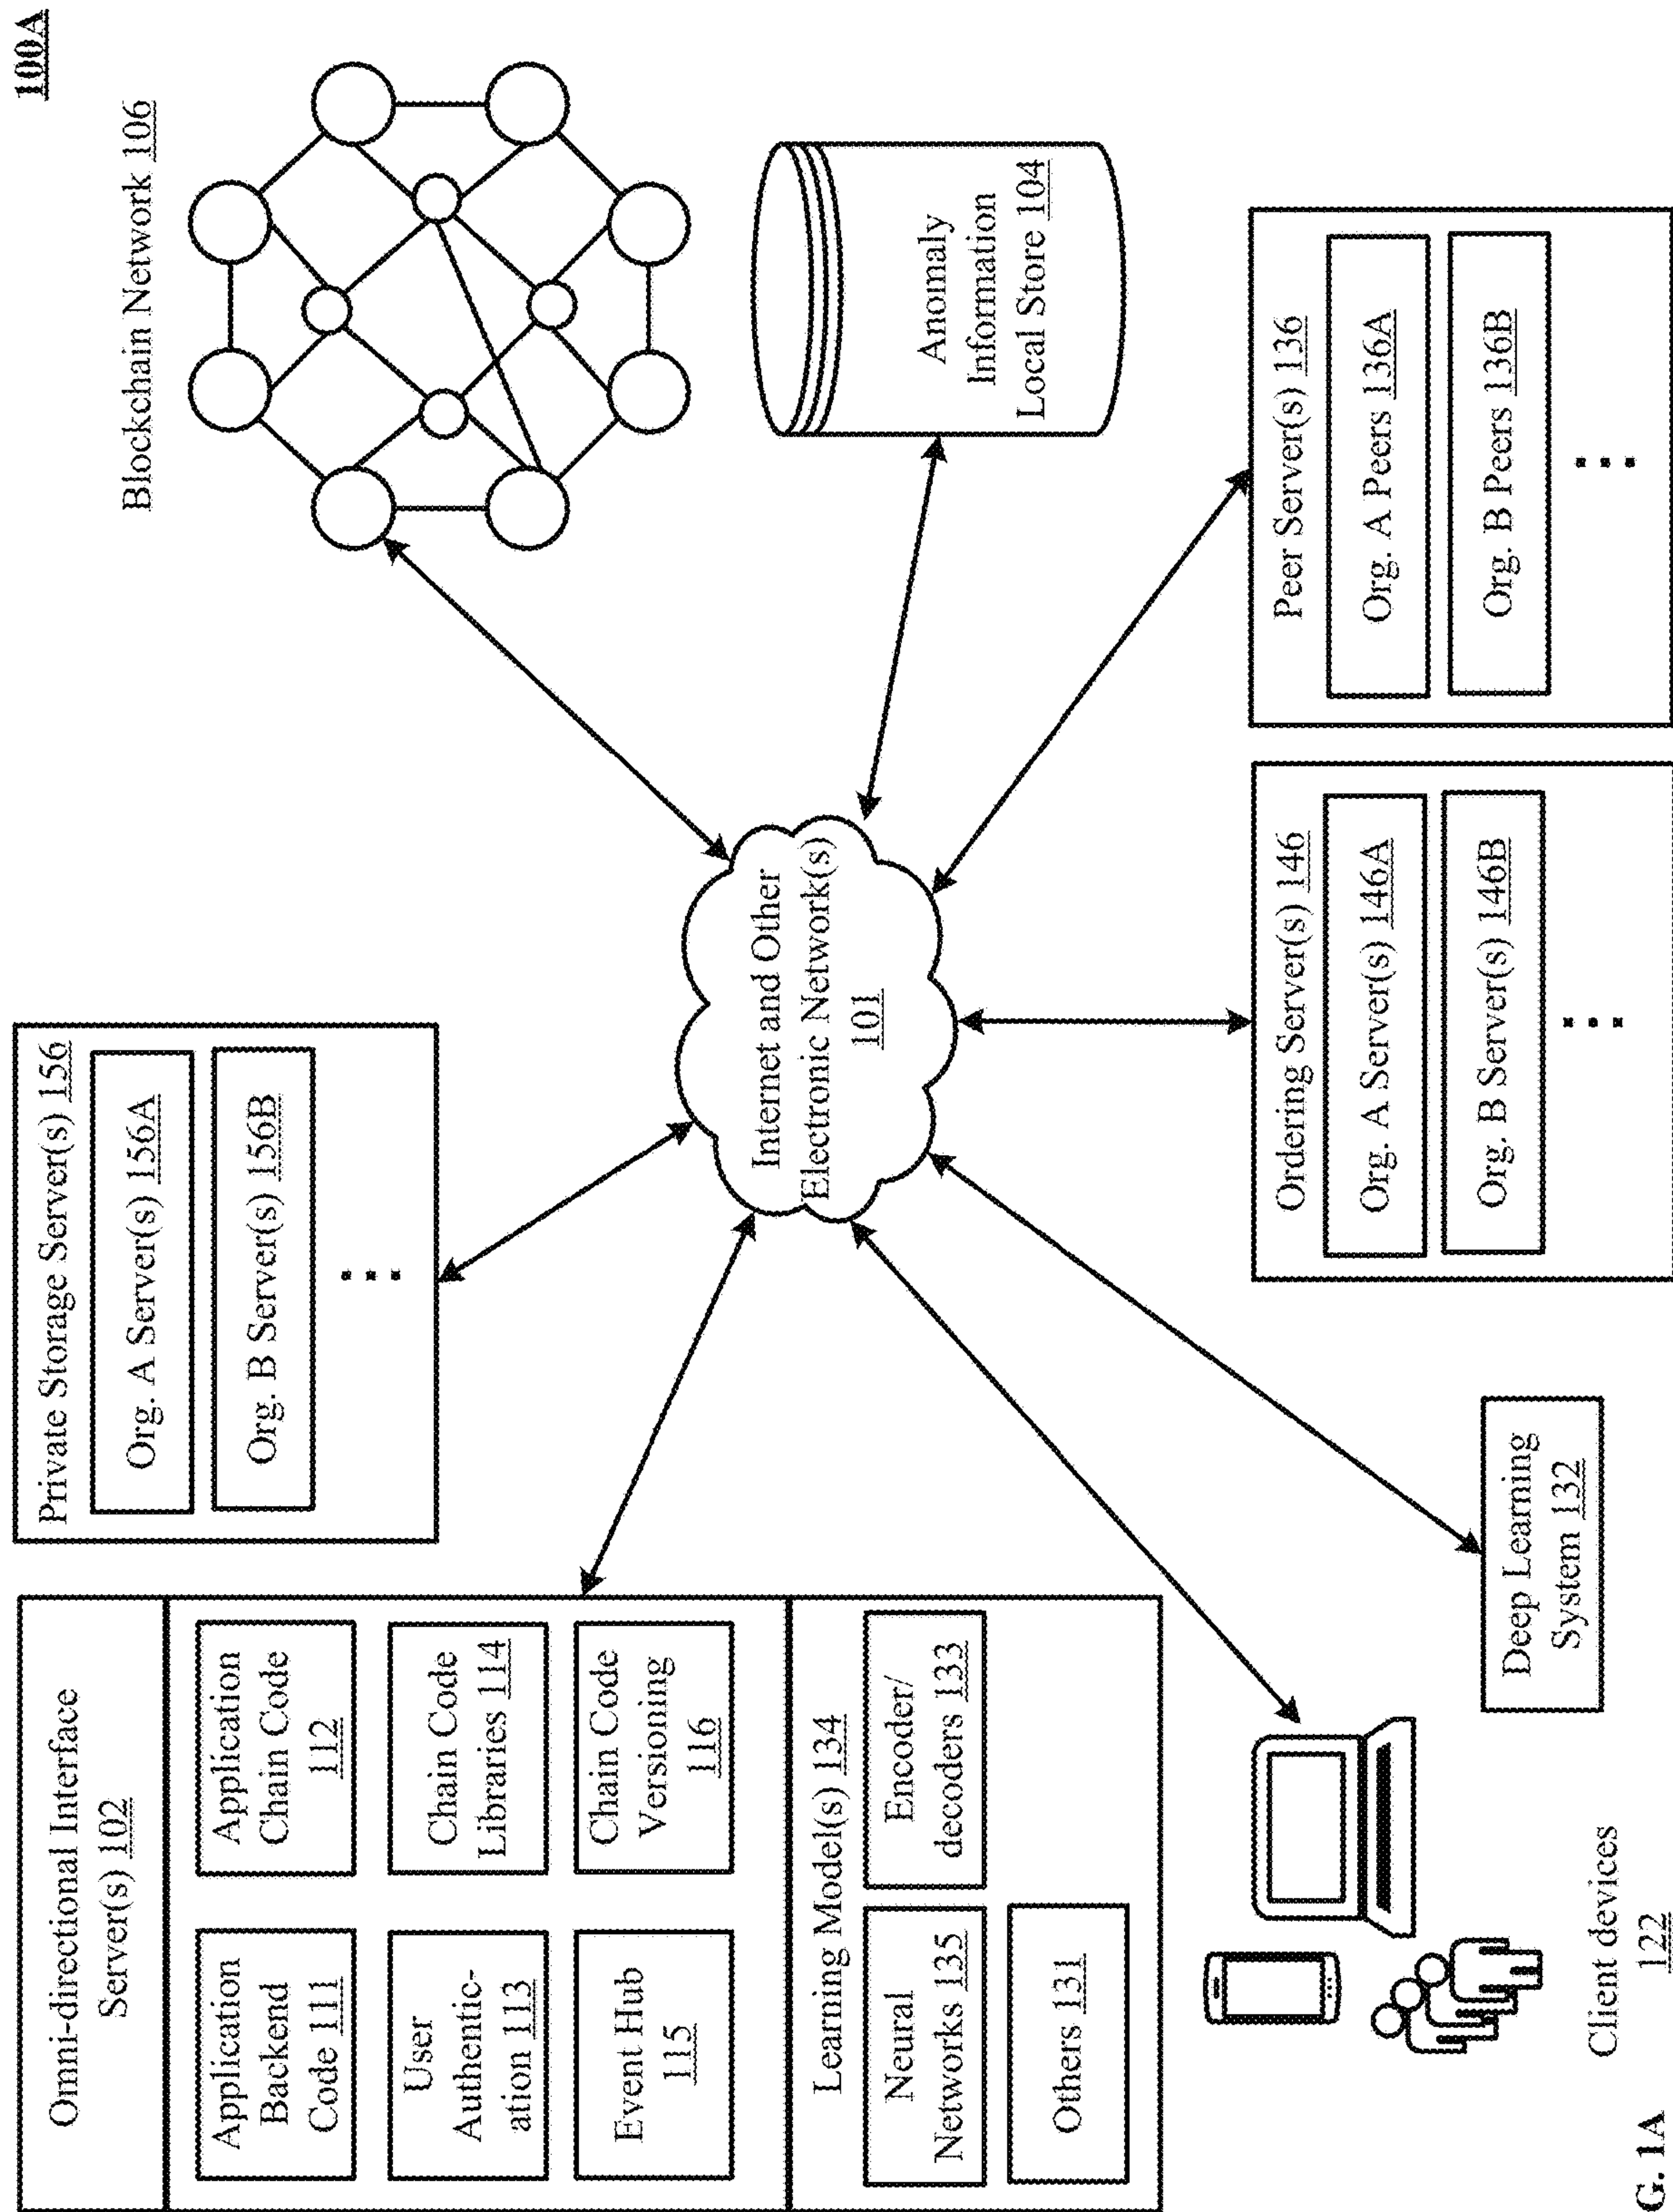 100A
Omni-directional Interface
Server(s) 102
Application
Backend
Code 111
Application
Chain Code
112
User
Authentic-
ation 113
Chain Code
Libraries 114
Event Hub
115
Chain Code
Versioning
116
Learning Model(s) 134
Neural
Networks 135
Encoder/
decoders 133
Others 131
Private Storage Server(s) 156
Org. A Server(s) 156A
Org. B Server(s) 156B
Blockchain Network 106
Internet and Other
Electronic Network(s)
101
Anomaly
Information
Local Store 104
Client devices
122
Deep Learning
System 132
Ordering Server(s) 146
Org. A Server(s) 146A
Org. B Server(s) 146B
Peer Server(s) 136
Org. A Peers 136A
Org. B Peers 136B
G. 1A